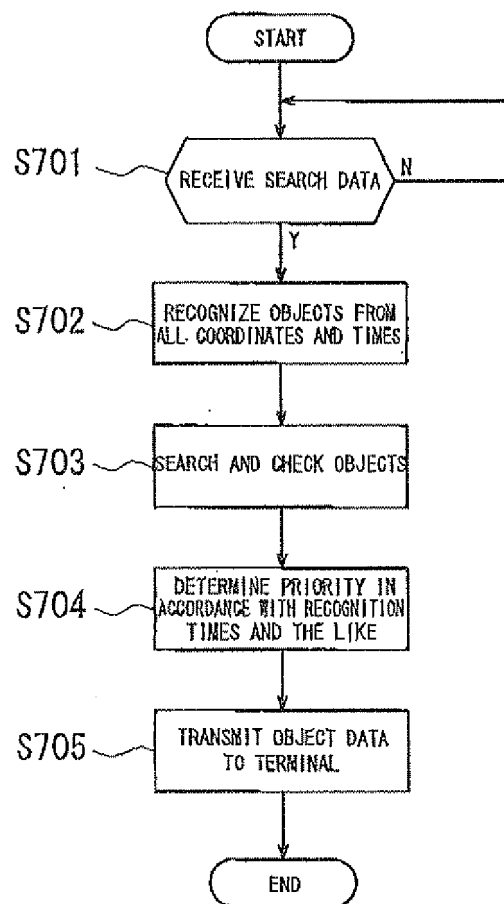 START
S701
RECEIVE SEARCH DATA
N
Y
S702
RECOGNIZE OBJECTS FROM
ALL COORDINATES AND TIMES
S703
SEARCH AND CHECK OBJECTS
S704
DETERMINE PRIORITY IN
ACCORDANCE WITH RECOGNITION
TIMES AND THE LIKE
S705
TRANSMIT OBJECT DATA
TO TERMINAL
END